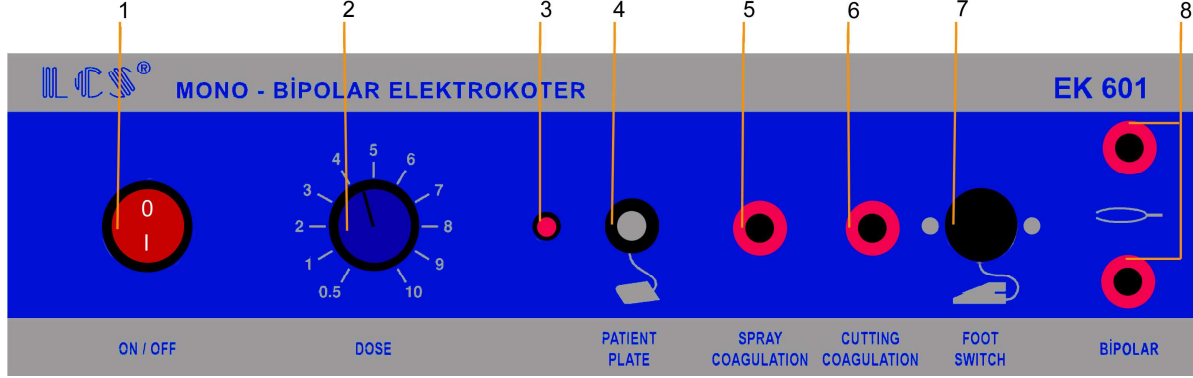 1 2 3 4 5 6 7 8
LCS® MONO - BİPOLAR ELEKTROKOTER EK 601
0
I
0.5 1 2 3 4 5 6 7 8 9 10
ON / OFF
DOSE
PATIENT
PLATE
SPRAY
COAGULATION
CUTTING
COAGULATION
FOOT
SWITCH
BİPOLAR